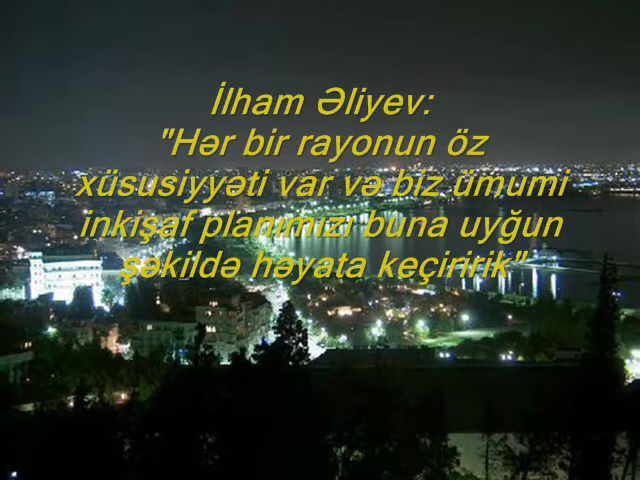 İlham Əliyev:
"Hər bir rayonun öz
xüsusiyyəti var və biz ümumi
inkişaf planımızı buna uyğun
şəkildə həyata keçiririk"